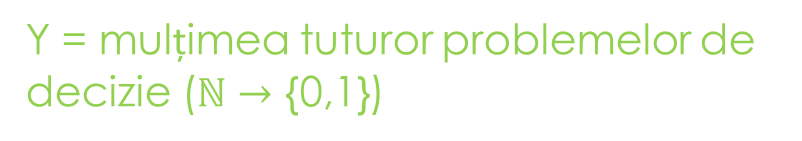 Y = mulțimea tuturor problemelor de
decizie (ℕ → {0,1})